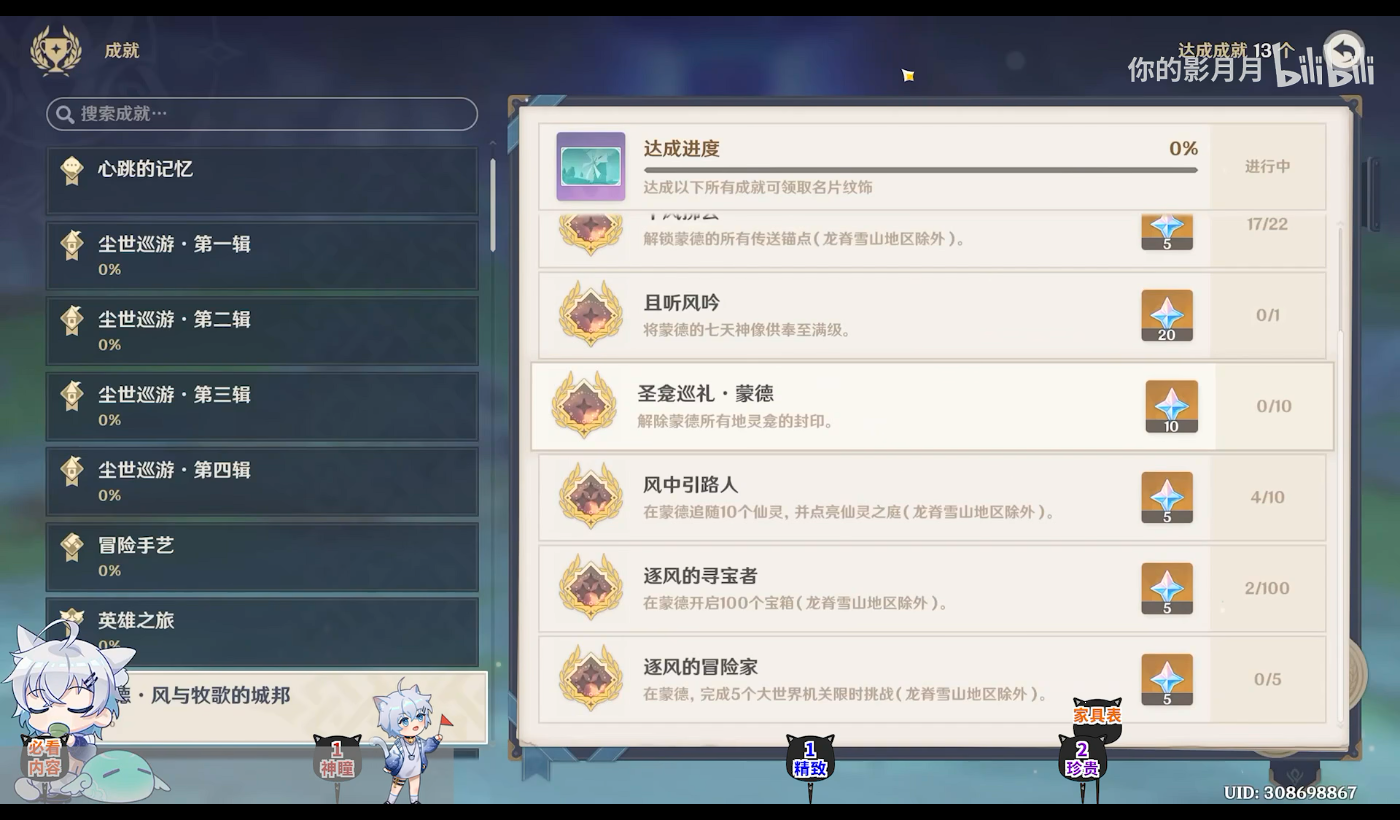 成就
达成成就 13个
你的影月月 bilibili
搜索成就…
心跳的记忆
尘世巡游·第一辑
0%
尘世巡游·第二辑
0%
尘世巡游·第三辑
0%
尘世巡游·第四辑
0%
冒险手艺
0%
英雄之旅
0%
德·风与牧歌的城邦
达成进度
0%
达成以下所有成就可领取名片纹饰
进行中
解锁蒙德的所有传送锚点(龙脊雪山地区除外)。
5
17/22
且听风吟
将蒙德的七天神像供奉至满级。
20
0/1
圣龛巡礼·蒙德
解除蒙德所有地灵龛的封印。
10
0/10
风中引路人
在蒙德追随10个仙灵,并点亮仙灵之庭(龙脊雪山地区除外)。
5
4/10
逐风的寻宝者
在蒙德开启100个宝箱(龙脊雪山地区除外)。
5
2/100
逐风的冒险家
在蒙德,完成5个大世界机关限时挑战(龙脊雪山地区除外)。
5
0/5
必看
内容
1
神瞳
1
精致
家具表
2
珍贵
UID: 308698867